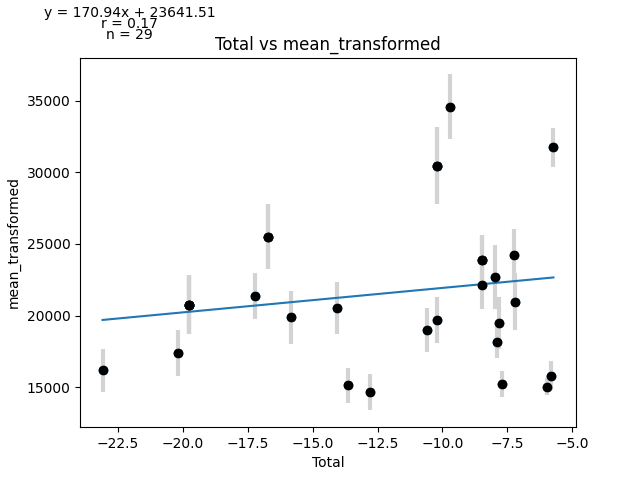 y = 170.94x + 23641.51
r = 0.17
n = 29
Total vs mean_transformed
35000
30000
25000
20000
15000
mean_transformed
−22.5 −20.0 −17.5 −15.0 −12.5 −10.0 −7.5 −5.0
Total